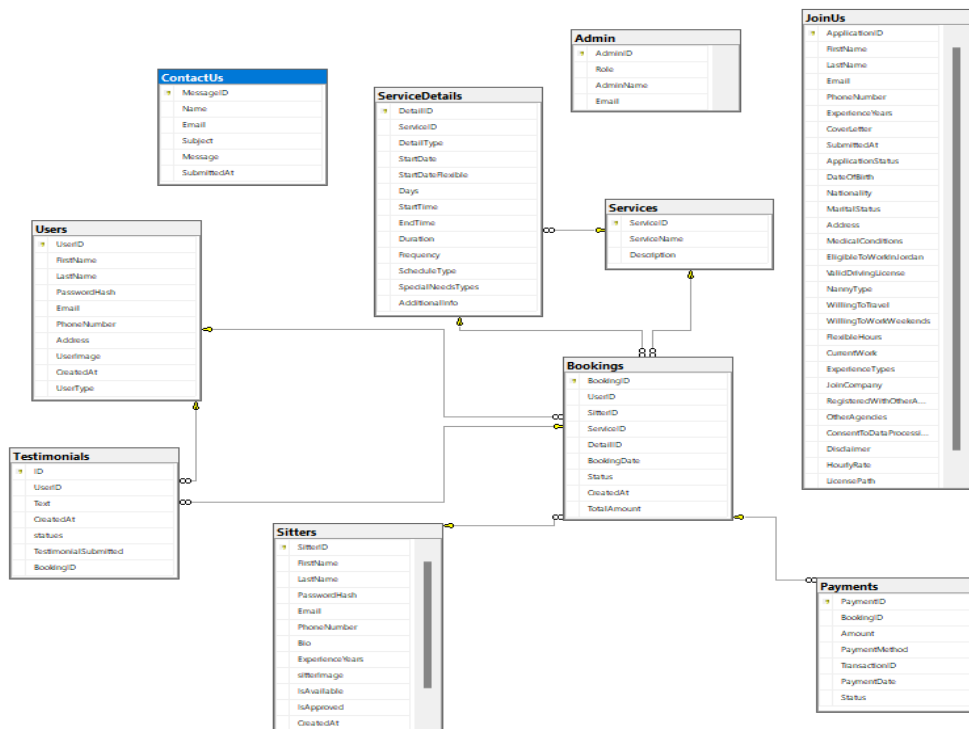 ContactUs
MessageID
Name
Email
Subject
Message
SubmittedAt
ServiceDetails
DetailID
ServiceID
DetailType
StartDate
StartDateFlexible
Days
StartTime
EndTime
Duration
Frequency
ScheduleType
SpecialNeedsTypes
AdditionalInfo
Admin
AdminID
Role
AdminName
Email
JoinUs
ApplicationID
FirstName
LastName
Email
PhoneNumber
ExperienceYears
CoverLetter
SubmittedAt
ApplicationStatus
DateOfBirth
Nationality
MaritalStatus
Address
MedicalConditions
EligibleToWorkInJordan
ValidDrivingLicense
NannyType
WillingToTravel
WillingToWorkWeekends
FlexibleHours
CurrentWork
ExperienceTypes
JoinCompany
RegisteredWithOtherA...
OtherAgencies
ConsentToDataProcessi...
Disclaimer
HourlyRate
LicensePath
Users
UserID
FirstName
LastName
PasswordHash
Email
PhoneNumber
Address
UserImage
CreatedAt
UserType
Services
ServiceID
ServiceName
Description
Bookings
BookingID
UserID
SitterID
ServiceID
DetailID
BookingDate
Status
CreatedAt
TotalAmount
Testimonials
ID
UserID
Text
CreatedAt
statues
TestimonialSubmitted
BookingID
Sitters
SitterID
FirstName
LastName
PasswordHash
Email
PhoneNumber
Bio
ExperienceYears
sitterImage
IsAvailable
IsApproved
CreatedAt
Payments
PaymentID
BookingID
Amount
PaymentMethod
TransactionID
PaymentDate
Status